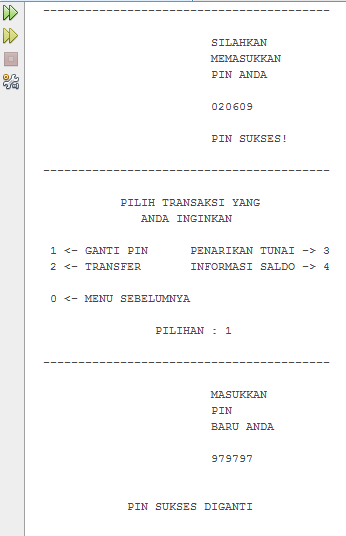 -----------------------------------------
SILAHKAN
MEMASUKKAN
PIN ANDA
020609
PIN SUKSES!
-----------------------------------------
PILIH TRANSAKSI YANG
ANDA INGINKAN
1 <- GANTI PIN PENARIKAN TUNAI -> 3
2 <- TRANSFER INFORMASI SALDO -> 4
0 <- MENU SEBELUMNYA
PILIHAN : 1
-----------------------------------------
MASUKKAN
PIN
BARU ANDA
979797
PIN SUKSES DIGANTI